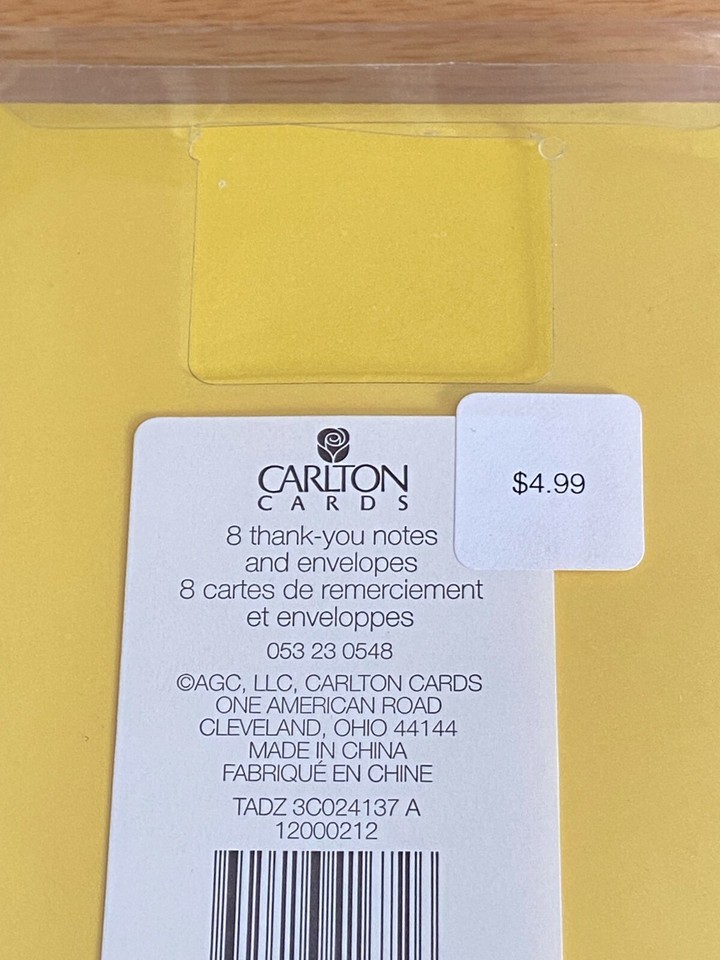 CARLTON
CARDS
$4.99
8 thank-you notes
and envelopes
8 cartes de remerciement
et enveloppes
053 23 0548
©AGC, LLC, CARLTON CARDS
ONE AMERICAN ROAD
CLEVELAND, OHIO 44144
MADE IN CHINA
FABRIQUÉ EN CHINE
TADZ 3C024137 A
12000212